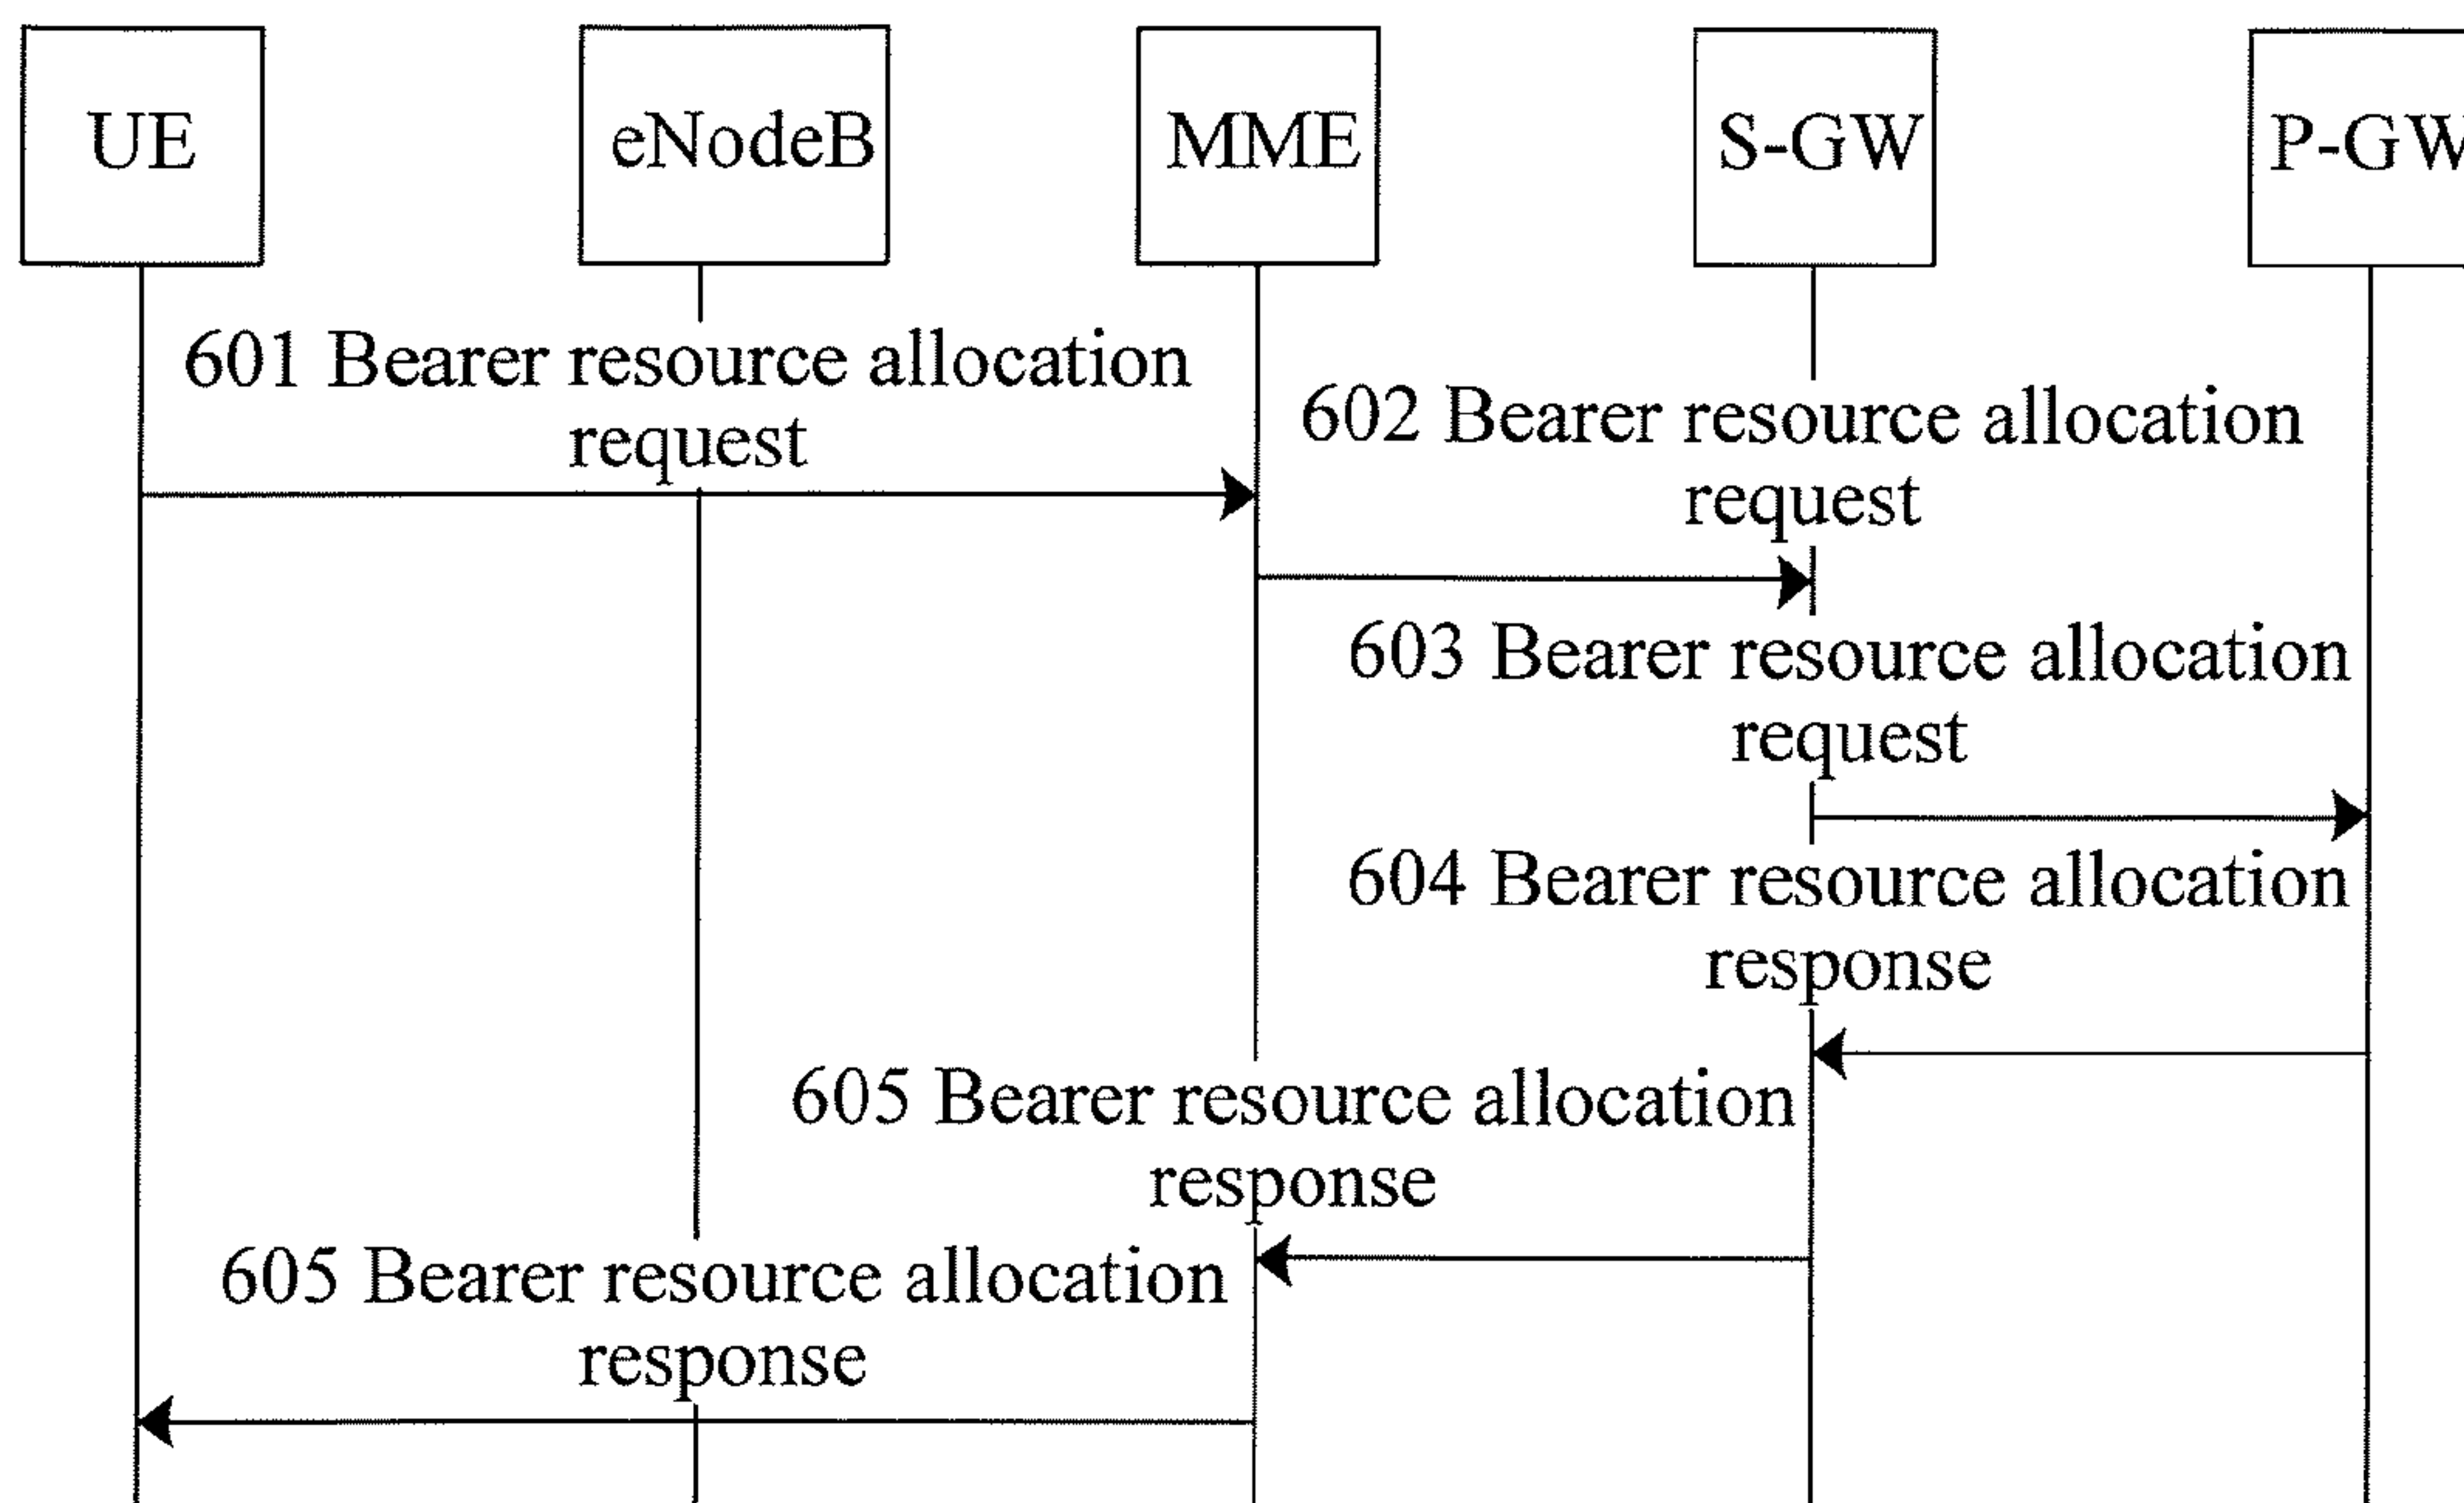 UE
eNodeB
MME
S-GW
P-GW
601 Bearer resource allocation
request
602 Bearer resource allocation
request
603 Bearer resource allocation
request
604 Bearer resource allocation
response
605 Bearer resource allocation
response
605 Bearer resource allocation
response